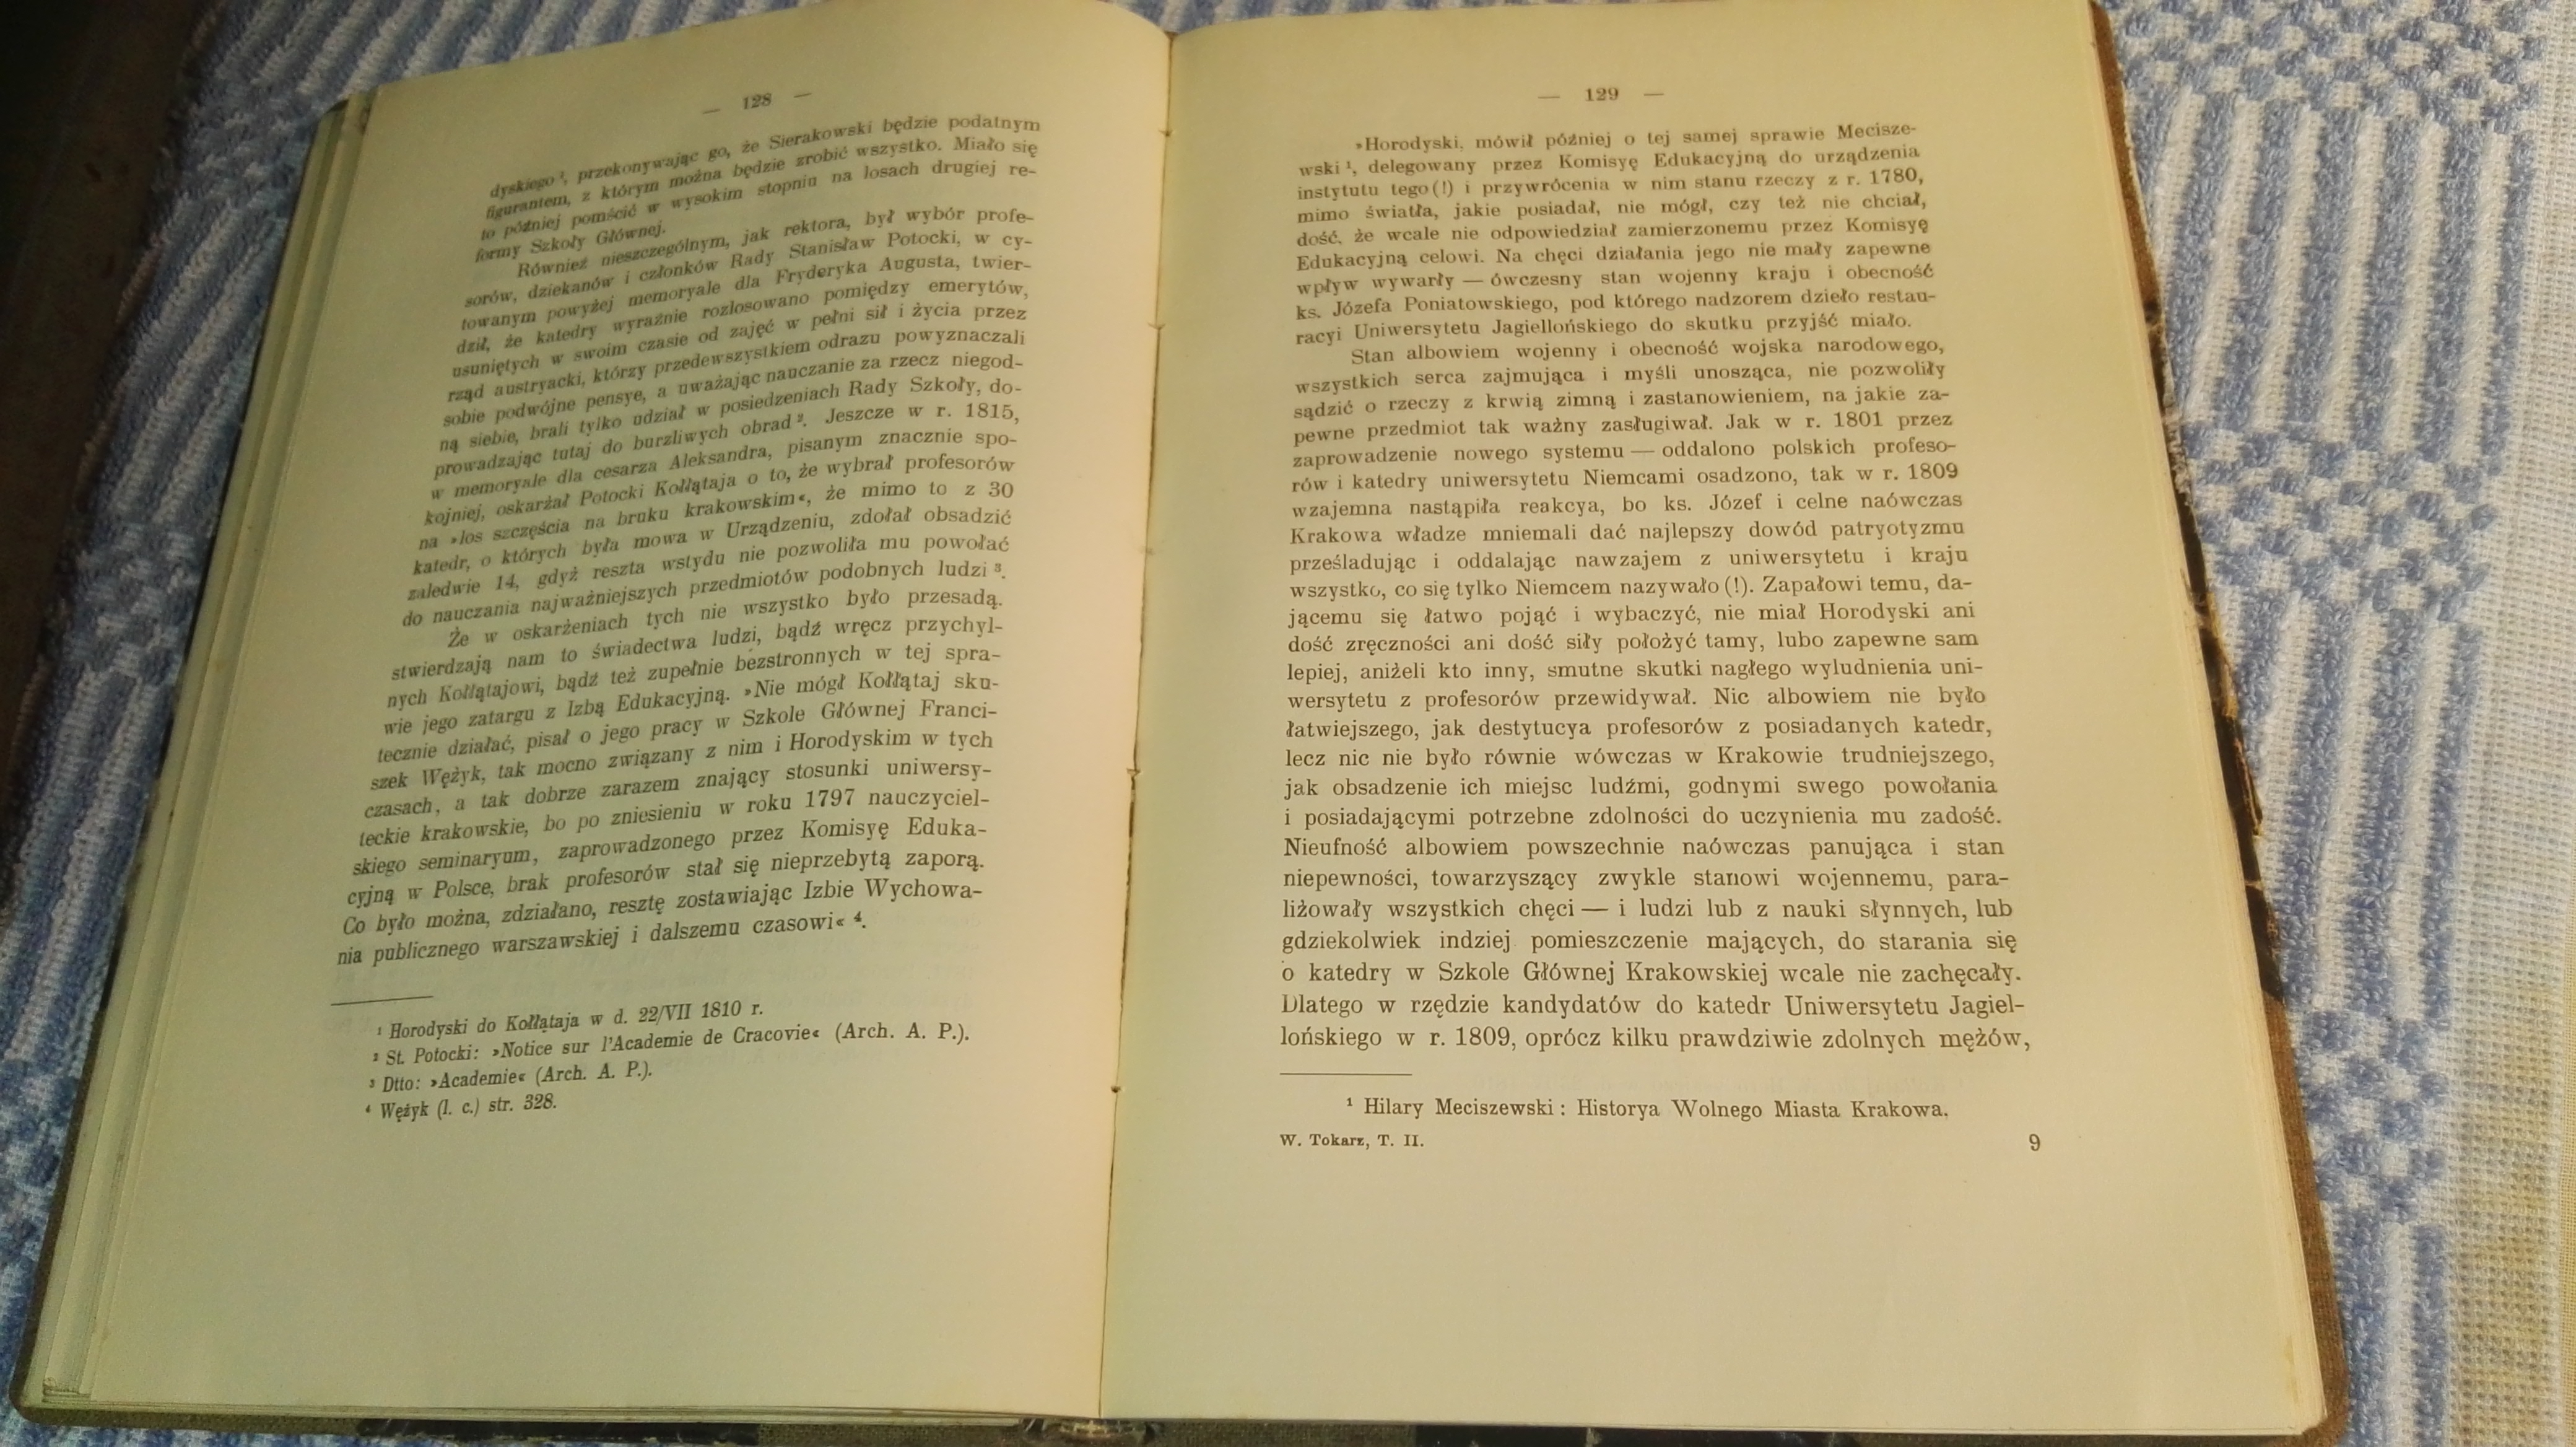 — 128 —
dyskiego ¹, przekonywając go, że Sierakowski będzie podatnym
figurantem, z którym można będzie zrobić wszystko. Miało się
to później pomścić w wysokim stopniu na losach drugiej re-
formy Szkoły Głównej.
Również nieszczególnym, jak rektora, był wybór profe-
sorów, dziekanów i członków Rady Stanisław Potocki, w cy-
towanym powyżej memoryale dla Fryderyka Augusta, twier-
dził, że katedry wyraźnie rozlosowano pomiędzy emerytów,
usuniętych w swoim czasie od zajęć w pełni sił i życia przez
rząd austryacki, którzy przedewszystkiem odrazu powyznaczali
sobie podwójne pensye, a uważając nauczanie za rzecz niegod-
ną siebie, brali tylko udział w posiedzeniach Rady Szkoły, do-
prowadzając tutaj do burzliwych obrad ². Jeszcze w r. 1815,
w memoryale dla cesarza Aleksandra, pisanym znacznie spo-
kojniej, oskarżał Potocki Kołłątaja o to, że wybrał profesorów
na »los szczęścia na bruku krakowskim«, że mimo to z 30
katedr, o których była mowa w Urządzeniu, zdołał obsadzić
zaledwie 14, gdyż reszta wstydu nie pozwoliła mu powołać
do nauczania najważniejszych przedmiotów podobnych ludzi ³.
Że w oskarżeniach tych nie wszystko było przesadą.
stwierdzają nam to świadectwa ludzi, bądź wręcz przychyl-
nych Kołłątajowi, bądź też zupełnie bezstronnych w tej spra-
wie jego zatargu z Izbą Edukacyjną. »Nie mógł Kołłątaj sku-
tecznie działać, pisał o jego pracy w Szkole Głównej Franci-
szek Wężyk, tak mocno związany z nim i Horodyskim w tych
czasach, a tak dobrze zarazem znający stosunki uniwersy-
teckie krakowskie, bo po zniesieniu w roku 1797 nauczyciel-
skiego seminaryum, zaprowadzonego przez Komisyę Eduka-
cyjną w Polsce, brak profesorów stał się nieprzebytą zaporą.
Co było można, zdziałano, resztę zostawiając Izbie Wychowa-
nia publicznego warszawskiej i dalszemu czasowi« ⁴.
¹ Horodyski do Kołłątaja w d. 22/VII 1810 r.
² St. Potocki: »Notice sur l'Academie de Cracovie« (Arch. A. P.).
³ Dtto: »Academie« (Arch. A. P.).
⁴ Wężyk (l. c.) str. 328.
— 129 —
»Horodyski, mówił później o tej samej sprawie Mecisze-
wski ¹, delegowany przez Komisyę Edukacyjną do urządzenia
instytutu tego (!) i przywrócenia w nim stanu rzeczy z r. 1780,
mimo światła, jakie posiadał, nie mógł, czy też nie chciał,
dość, że wcale nie odpowiedział zamierzonemu przez Komisyę
Edukacyjną celowi. Na chęci działania jego nie mały zapewne
wpływ wywarły — ówczesny stan wojenny kraju i obecność
ks. Józefa Poniatowskiego, pod którego nadzorem dzieło restau-
racyi Uniwersytetu Jagiellońskiego do skutku przyjść miało.
Stan albowiem wojenny i obecność wojska narodowego,
wszystkich serca zajmująca i myśli unosząca, nie pozwoliły
sądzić o rzeczy z krwią zimną i zastanowieniem, na jakie za-
pewne przedmiot tak ważny zasługiwał. Jak w r. 1801 przez
zaprowadzenie nowego systemu — oddalono polskich profeso-
rów i katedry uniwersytetu Niemcami osadzono, tak w r. 1809
wzajemna nastąpiła reakcya, bo ks. Józef i celne naówczas
Krakowa władze mniemali dać najlepszy dowód patryotyzmu
prześladując i oddalając nawzajem z uniwersytetu i kraju
wszystko, co się tylko Niemcem nazywało (!). Zapałowi temu, da-
jącemu się łatwo pojąć i wybaczyć, nie miał Horodyski ani
dość zręczności ani dość siły położyć tamy, lubo zapewne sam
lepiej, aniżeli kto inny, smutne skutki nagłego wyludnienia uni-
wersytetu z profesorów przewidywał. Nic albowiem nie było
łatwiejszego, jak destytucya profesorów z posiadanych katedr,
lecz nic nie było równie wówczas w Krakowie trudniejszego,
jak obsadzenie ich miejsc ludźmi, godnymi swego powołania
i posiadającymi potrzebne zdolności do uczynienia mu zadość.
Nieufność albowiem powszechnie naówczas panująca i stan
niepewności, towarzyszący zwykle stanowi wojennemu, para-
liżowały wszystkich chęci — i ludzi lub z nauki słynnych, lub
gdziekolwiek indziej pomieszczenie mających, do starania się
o katedry w Szkole Głównej Krakowskiej wcale nie zachęcały.
Dlatego w rzędzie kandydatów do katedr Uniwersytetu Jagiel-
lońskiego w r. 1809, oprócz kilku prawdziwie zdolnych mężów,
¹ Hilary Meciszewski: Historya Wolnego Miasta Krakowa.
W. Tokarz, T. II. 9